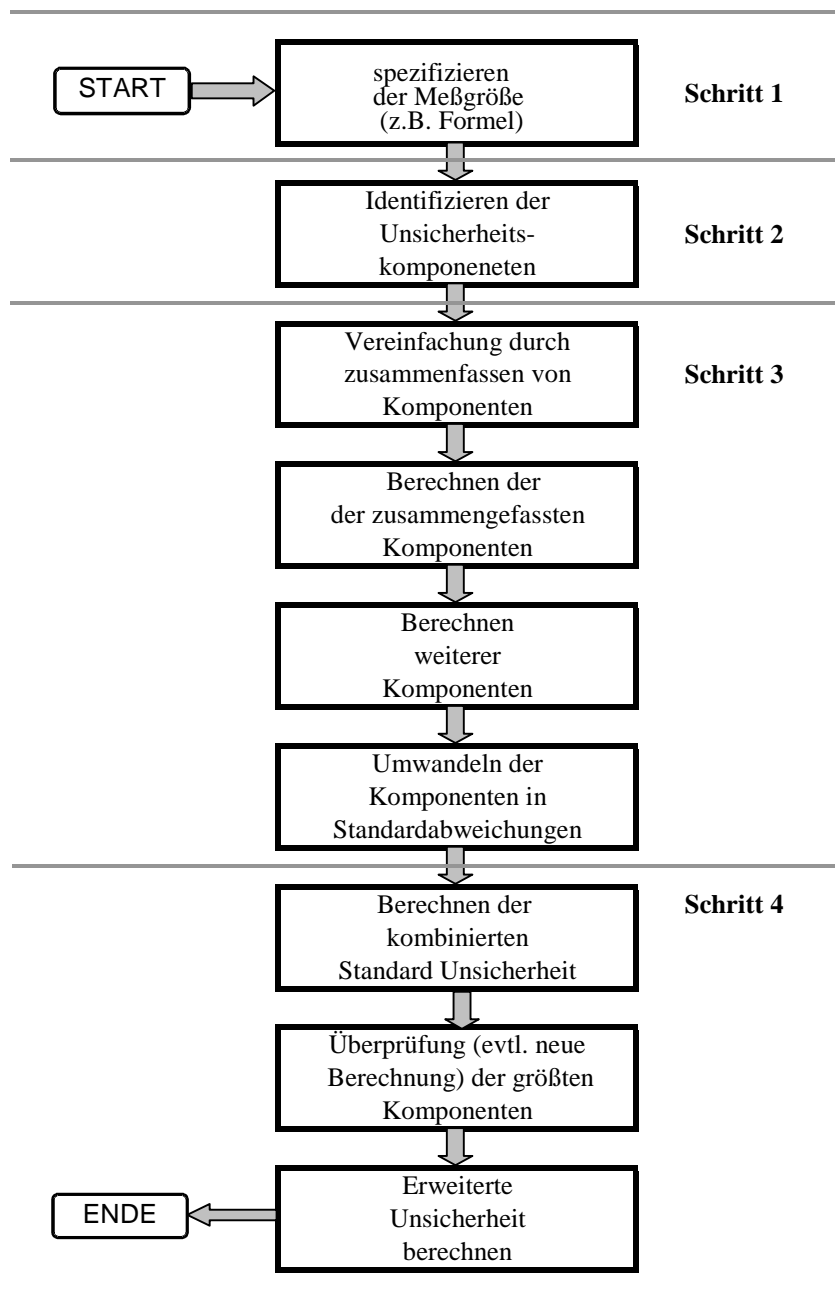 START
spezifizieren
der Meßgröße
(z.B. Formel)
Schritt 1
Identifizieren der
Unsicherheits-
komponeneten
Schritt 2
Vereinfachung durch
zusammenfassen von
Komponenten
Schritt 3
Berechnen der
der zusammengefassten
Komponenten
Berechnen
weiterer
Komponenten
Umwandeln der
Komponenten in
Standardabweichungen
Berechnen der
kombinierten
Standard Unsicherheit
Schritt 4
Überprüfung (evtl. neue
Berechnung) der größten
Komponenten
Erweiterte
Unsicherheit
berechnen
ENDE